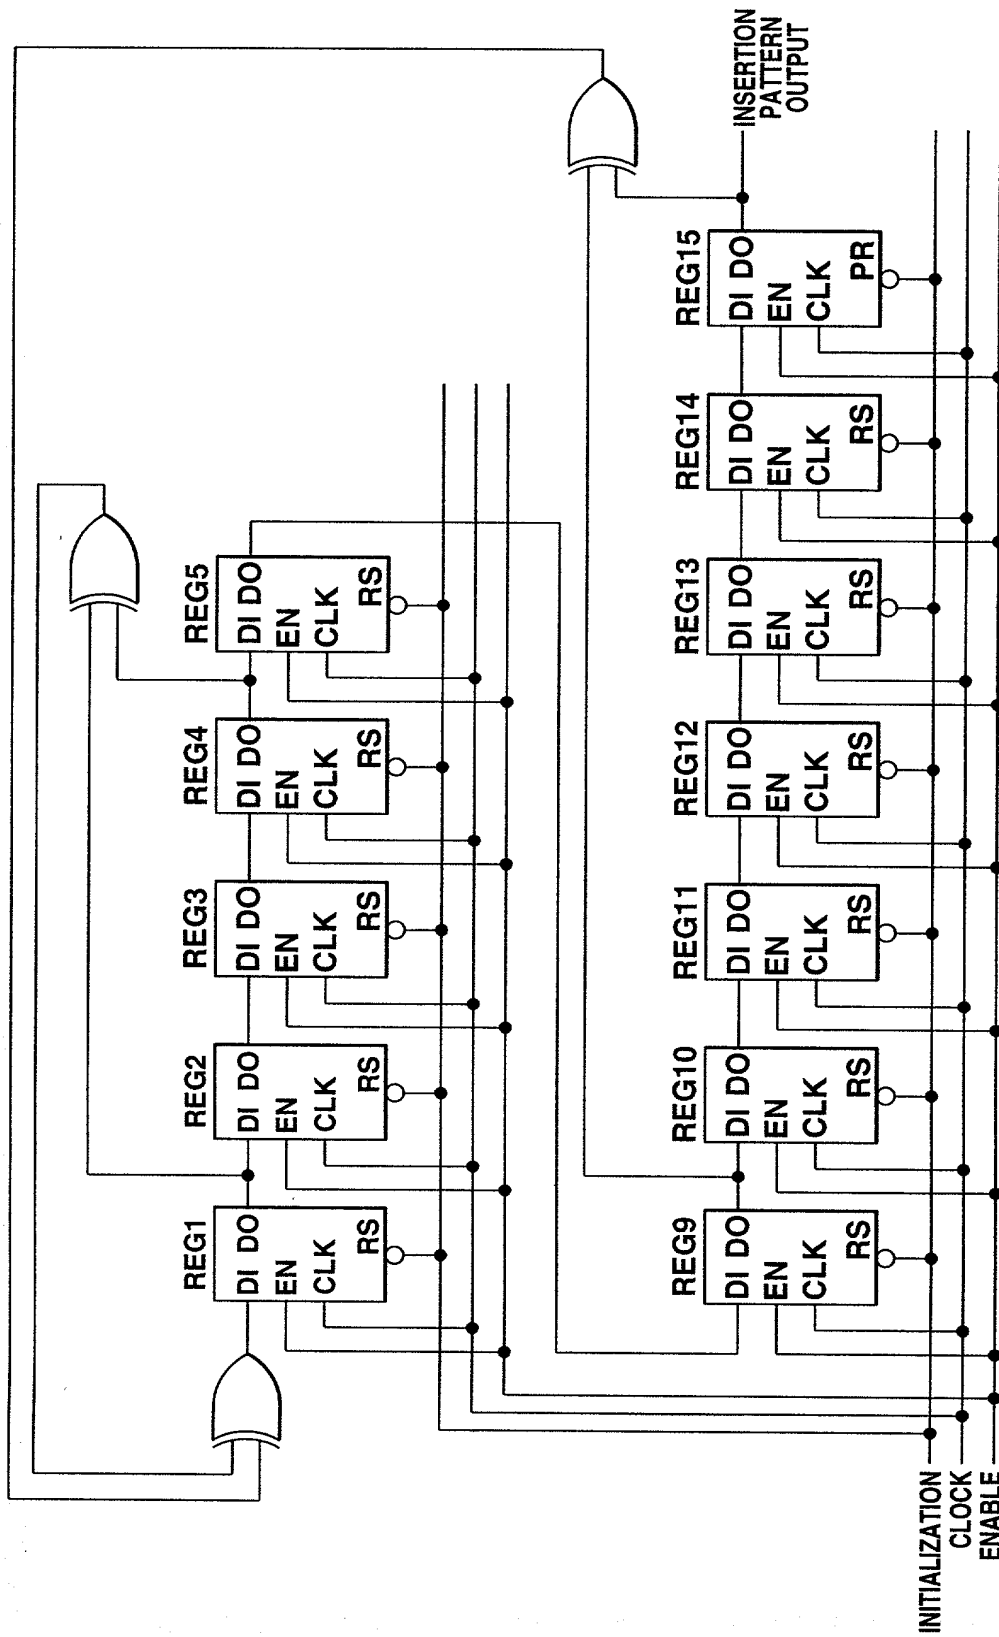 REG1
DI DO
EN
CLK
RS
REG2
DI DO
EN
CLK
RS
REG3
DI DO
EN
CLK
RS
REG4
DI DO
EN
CLK
RS
REG5
DI DO
EN
CLK
RS
REG9
DI DO
EN
CLK
RS
REG10
DI DO
EN
CLK
RS
REG11
DI DO
EN
CLK
RS
REG12
DI DO
EN
CLK
RS
REG13
DI DO
EN
CLK
RS
REG14
DI DO
EN
CLK
RS
REG15
DI DO
EN
CLK
PR
INSERTION
PATTERN
OUTPUT
INITIALIZATION
CLOCK
ENABLE